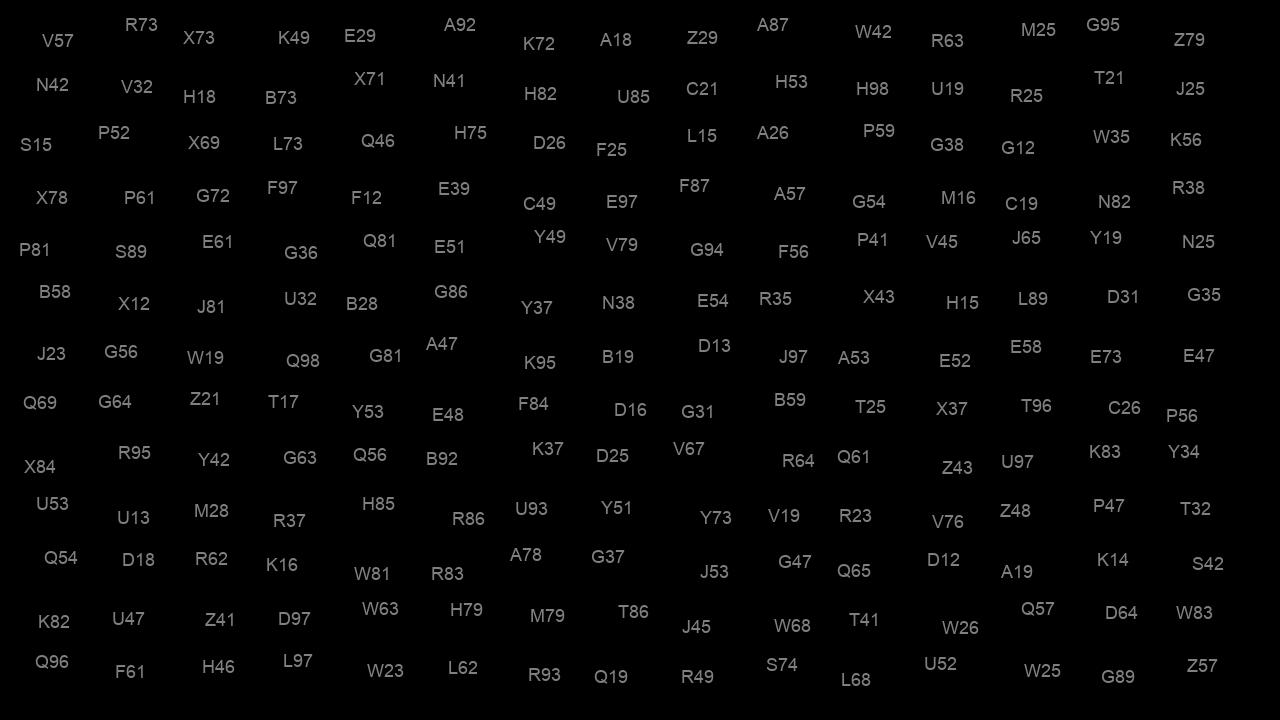 V57 R73 X73 K49 E29 A92 K72 A18 Z29 A87 W42 R63 M25 G95 Z79
N42 V32 H18 B73 X71 N41 H82 U85 C21 H53 H98 U19 R25 T21 J25
S15 P52 X69 L73 Q46 H75 D26 F25 L15 A26 P59 G38 G12 W35 K56
X78 P61 G72 F97 F12 E39 C49 E97 F87 A57 G54 M16 C19 N82 R38
P81 S89 E61 G36 Q81 E51 Y49 V79 G94 F56 P41 V45 J65 Y19 N25
B58 X12 J81 U32 B28 G86 Y37 N38 E54 R35 X43 H15 L89 D31 G35
J23 G56 W19 Q98 G81 A47 K95 B19 D13 J97 A53 E52 E58 E73 E47
Q69 G64 Z21 T17 Y53 E48 F84 D16 G31 B59 T25 X37 T96 C26 P56
X84 R95 Y42 G63 Q56 B92 K37 D25 V67 R64 Q61 Z43 U97 K83 Y34
U53 U13 M28 R37 H85 R86 U93 Y51 Y73 V19 R23 V76 Z48 P47 T32
Q54 D18 R62 K16 W81 R83 A78 G37 J53 G47 Q65 D12 A19 K14 S42
K82 U47 Z41 D97 W63 H79 M79 T86 J45 W68 T41 W26 Q57 D64 W83
Q96 F61 H46 L97 W23 L62 R93 Q19 R49 S74 L68 U52 W25 G89 Z57